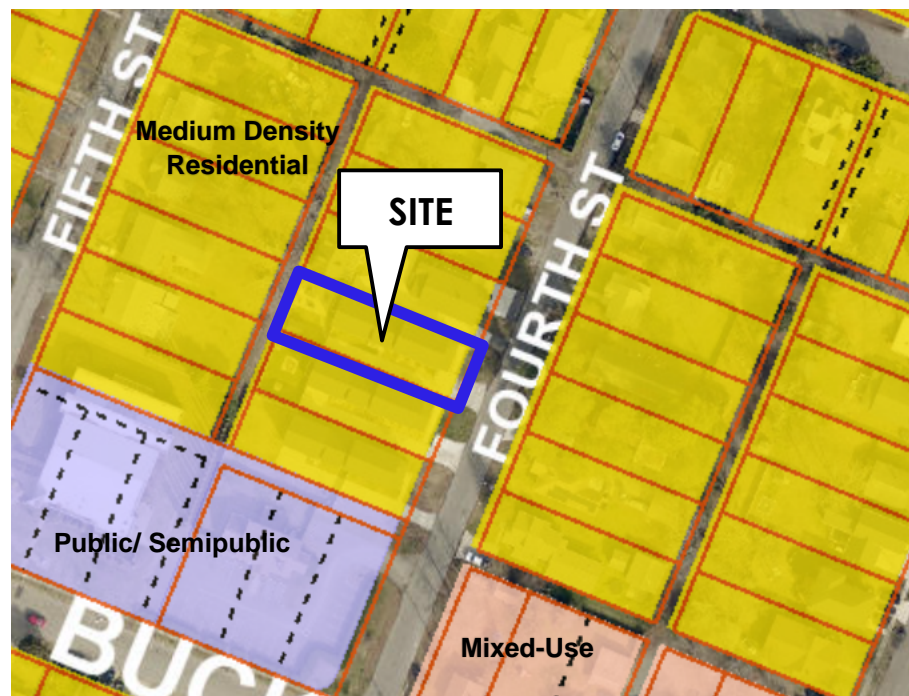 FIFTH ST
Medium Density
Residential
SITE
FOURTH ST
Public/ Semipublic
Mixed-Use